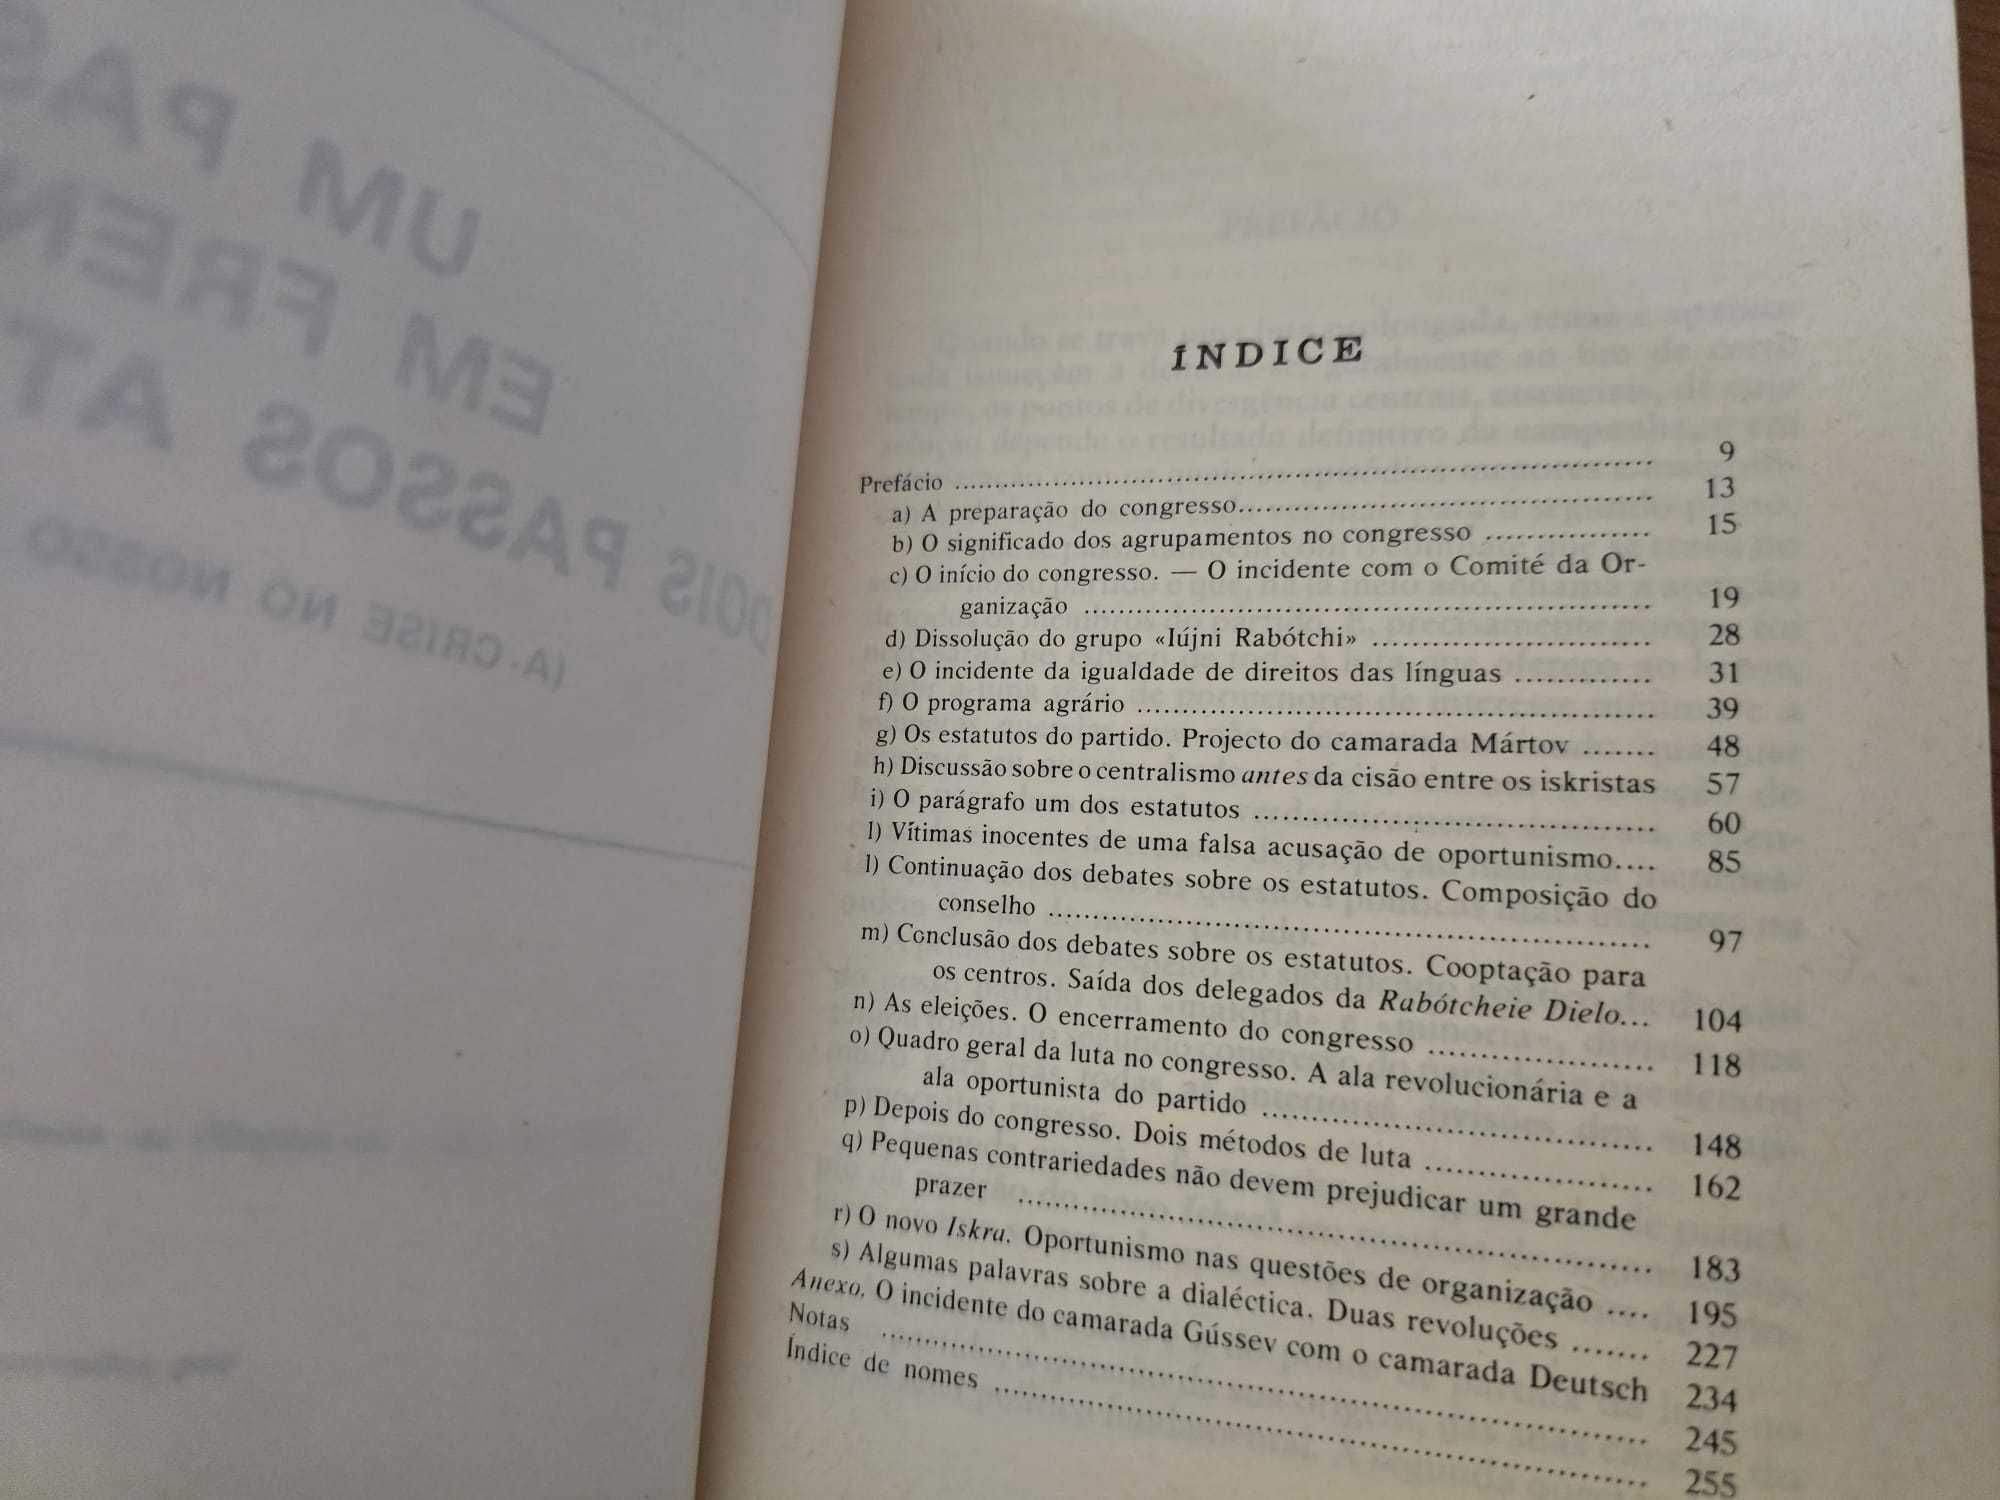 UM PAS
EM FREN
DOIS PASSOS AT
(A CRISE NO NOSSO
ÍNDICE
Prefácio ........ 9
a) A preparação do congresso........ 13
b) O significado dos agrupamentos no congresso ........ 15
c) O início do congresso. — O incidente com o Comité da Or-
ganização ........ 19
d) Dissolução do grupo «Iújni Rabótchi» ........ 28
e) O incidente da igualdade de direitos das línguas ........ 31
f) O programa agrário ........ 39
g) Os estatutos do partido. Projecto do camarada Mártov ....... 48
h) Discussão sobre o centralismo antes da cisão entre os iskristas 57
i) O parágrafo um dos estatutos ........ 60
l) Vítimas inocentes de uma falsa acusação de oportunismo.... 85
l) Continuação dos debates sobre os estatutos. Composição do
conselho ........ 97
m) Conclusão dos debates sobre os estatutos. Cooptação para
os centros. Saída dos delegados da Rabótcheie Dielo... 104
n) As eleições. O encerramento do congresso ........ 118
o) Quadro geral da luta no congresso. A ala revolucionária e a
ala oportunista do partido ........ 148
p) Depois do congresso. Dois métodos de luta ........ 162
q) Pequenas contrariedades não devem prejudicar um grande
prazer ........ 183
r) O novo Iskra. Oportunismo nas questões de organização .... 195
s) Algumas palavras sobre a dialéctica. Duas revoluções ....... 227
Anexo. O incidente do camarada Gússev com o camarada Deutsch 234
Notas ........ 245
Índice de nomes ........ 255